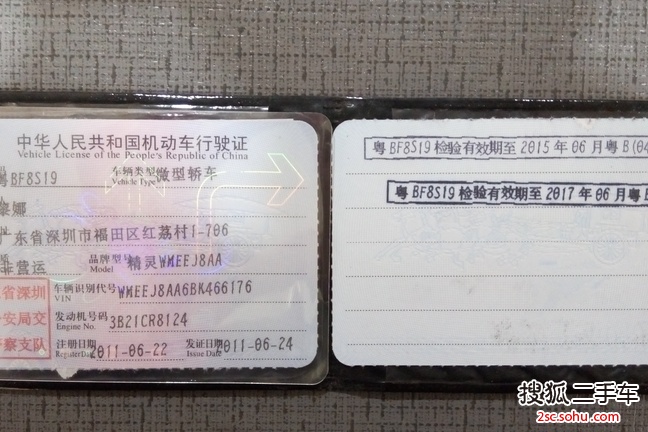 中华人民共和国机动车行驶证
Vehicle License of the People's Republic of China
粤BF8S19 车辆类型 微型轿车
Vehicle Type
娜
广东省深圳市福田区红荔村1-706
非营运 品牌型号 精灵WMEEJ8AA
Model
省深圳 车辆识别代号 WMEEJ8AA6BK466176
VIN
安局交 发动机号码 3B21CR8124
Engine No.
察支队 注册日期 2011-06-22 发证日期 2011-06-24
Register Date Issue Date
粤BF8S19检验有效期至2015年06月粤B(04
粤BF8S19检验有效期至2017年06月粤B
搜狐二手车
2sc.sohu.com